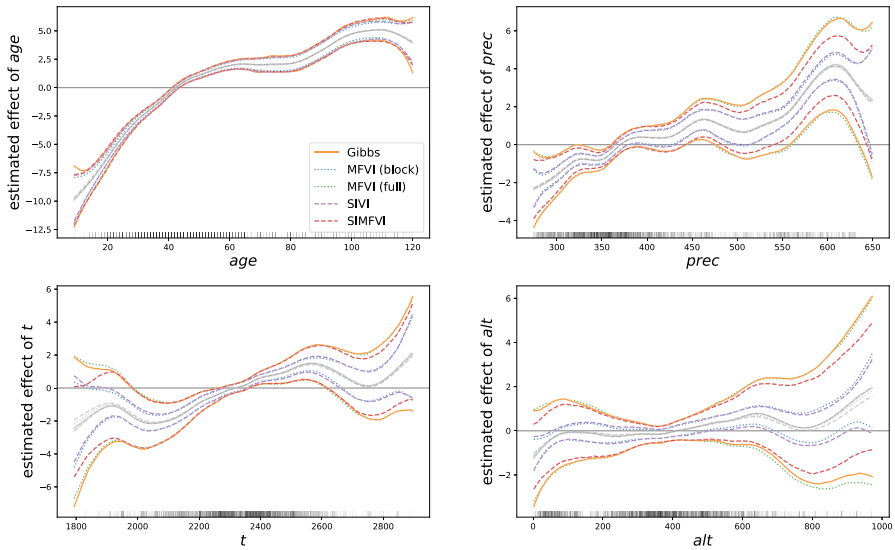 estimated effect of age
5.0
2.5
0.0
−2.5
−5.0
−7.5
−10.0
−12.5
20 40 60 80 100 120
age
Gibbs
MFVI (block)
MFVI (full)
SIVI
SIMFVI
estimated effect of prec
6
4
2
0
−2
−4
300 350 400 450 500 550 600 650
prec
estimated effect of t
6
4
2
0
−2
−4
−6
1800 2000 2200 2400 2600 2800
t
estimated effect of alt
6
4
2
0
−2
0 200 400 600 800 1000
alt